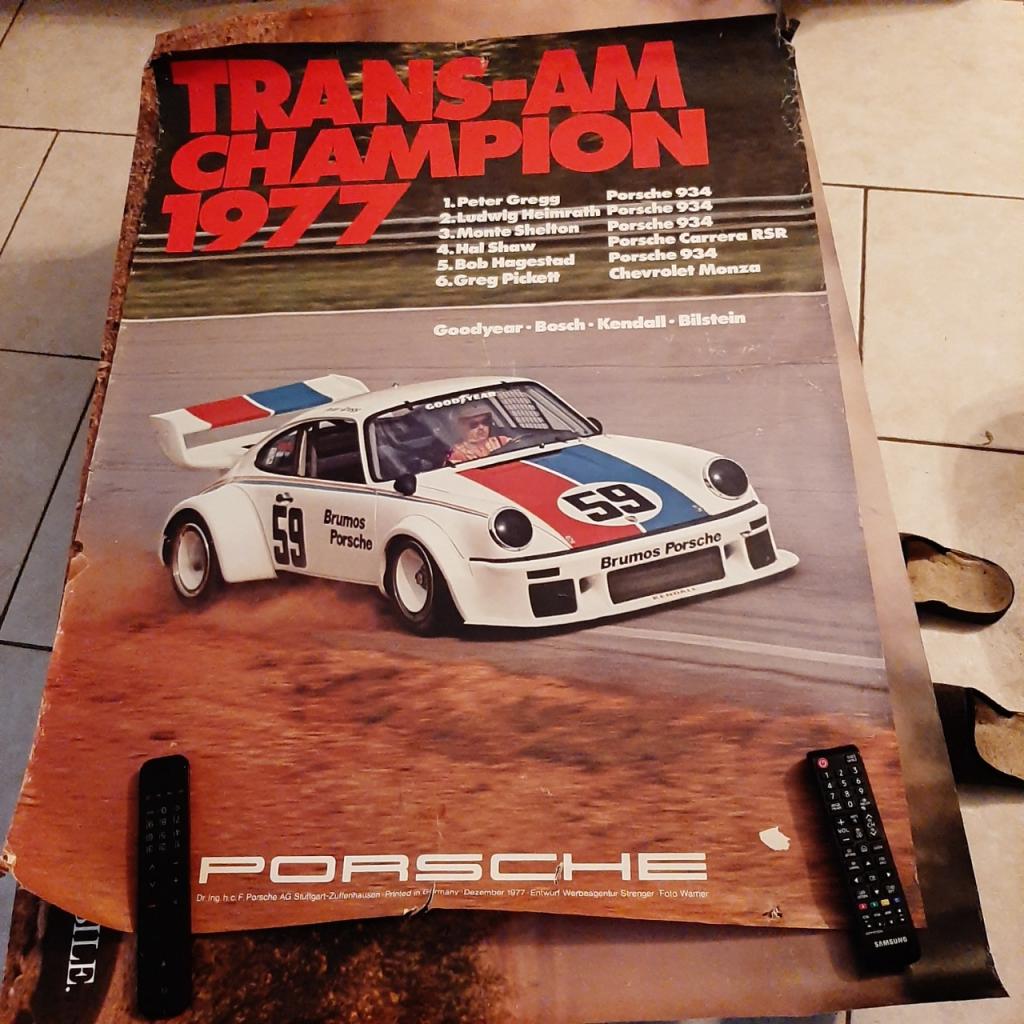 TRANS-AM
CHAMPION
1977
1. Peter Gregg Porsche 934
2. Ludwig Heimrath Porsche 934
3. Monte Shelton Porsche 934
4. Hal Shaw Porsche Carrera RSR
5. Bob Hagestad Porsche 934
6. Greg Pickett Chevrolet Monza
Goodyear · Bosch · Kendall · Bilstein
GOODYEAR
59
59
Brumos
Porsche
Brumos Porsche
KENDALL
PORSCHE
Dr. Ing. h.c. F. Porsche AG Stuttgart-Zuffenhausen · Printed in Germany · Dezember 1977 · Entwurf Werbeagentur Strenger · Foto Warner
SAMSUNG